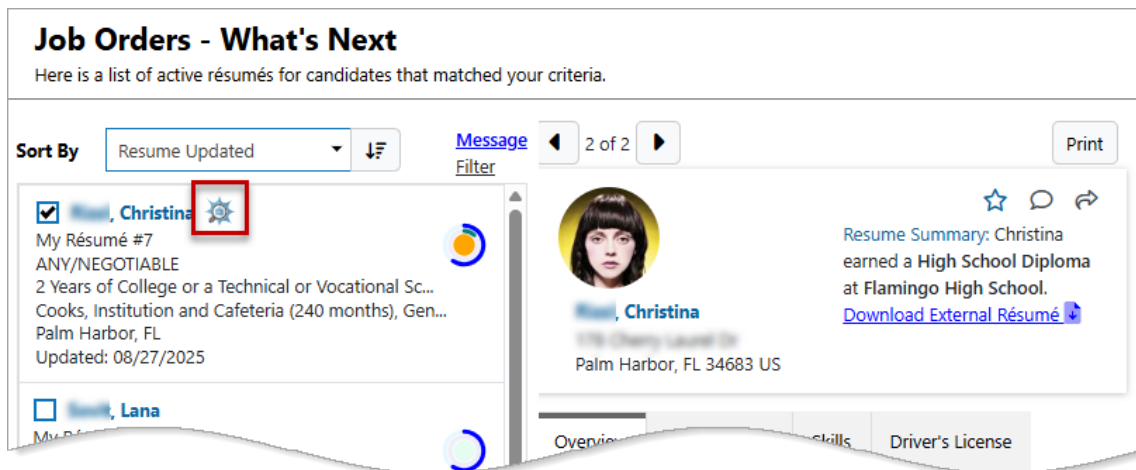 Job Orders - What's Next
Here is a list of active résumés for candidates that matched your criteria.
Sort By
Resume Updated
Message
Filter
, Christina
My Résumé #7
ANY/NEGOTIABLE
2 Years of College or a Technical or Vocational Sc...
Cooks, Institution and Cafeteria (240 months), Gen...
Palm Harbor, FL
Updated: 08/27/2025
, Lana
My
2 of 2
Print
Resume Summary: Christina
earned a High School Diploma
at Flamingo High School.
Download External Résumé
, Christina
Palm Harbor, FL 34683 US
Overview
Skills
Driver's License